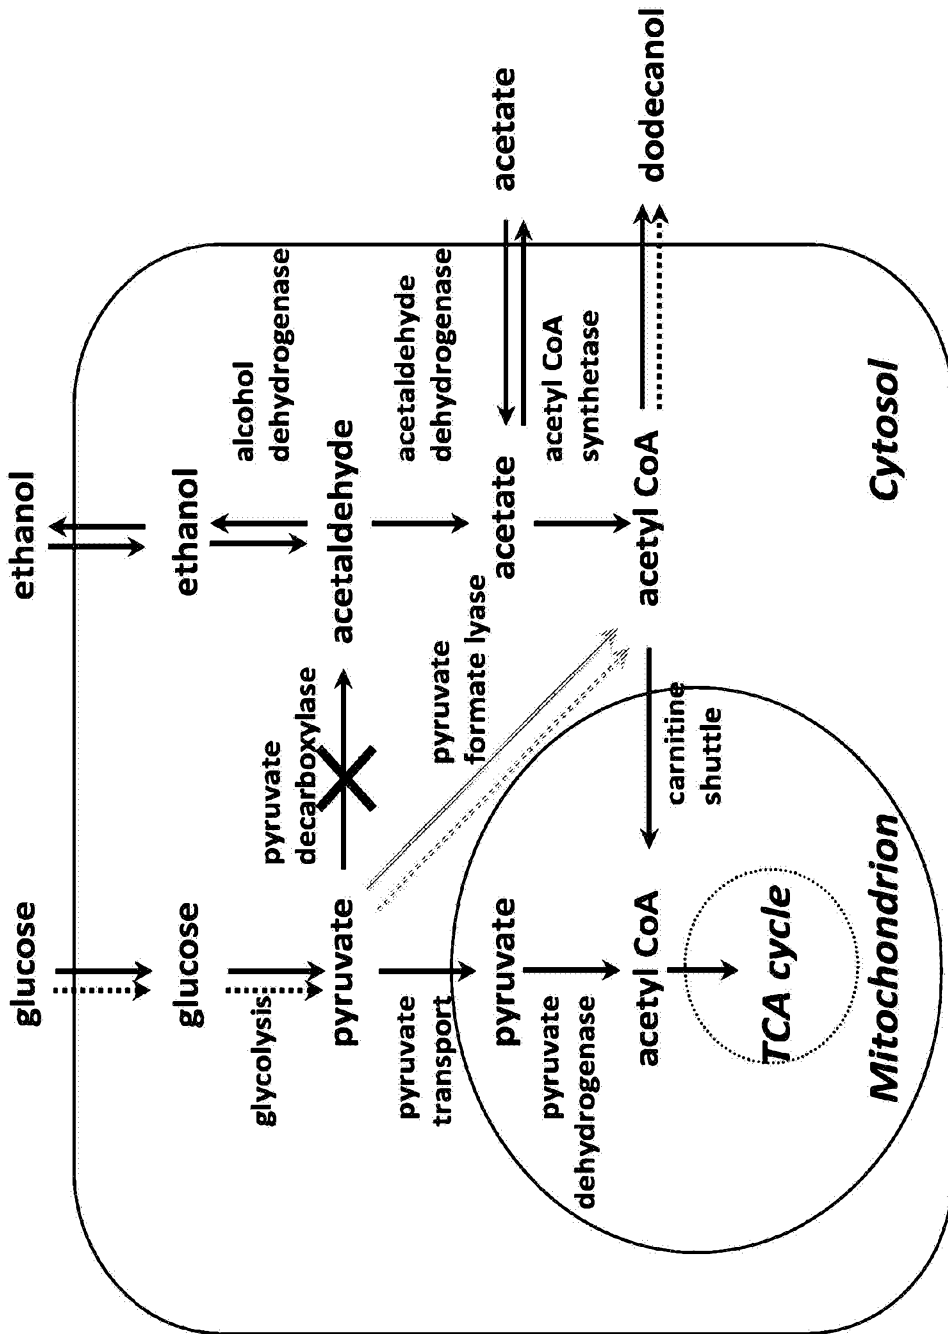 glucose
ethanol
glucose
ethanol
glycolysis
pyruvate
decarboxylase
alcohol
dehydrogenase
pyruvate
acetaldehyde
pyruvate
transport
pyruvate
formate lyase
acetaldehyde
dehydrogenase
pyruvate
acetate
acetate
pyruvate
dehydrogenase
acetyl CoA
synthetase
acetyl CoA
acetyl CoA
dodecanol
carnitine
shuttle
TCA cycle
Mitochondrion
Cytosol